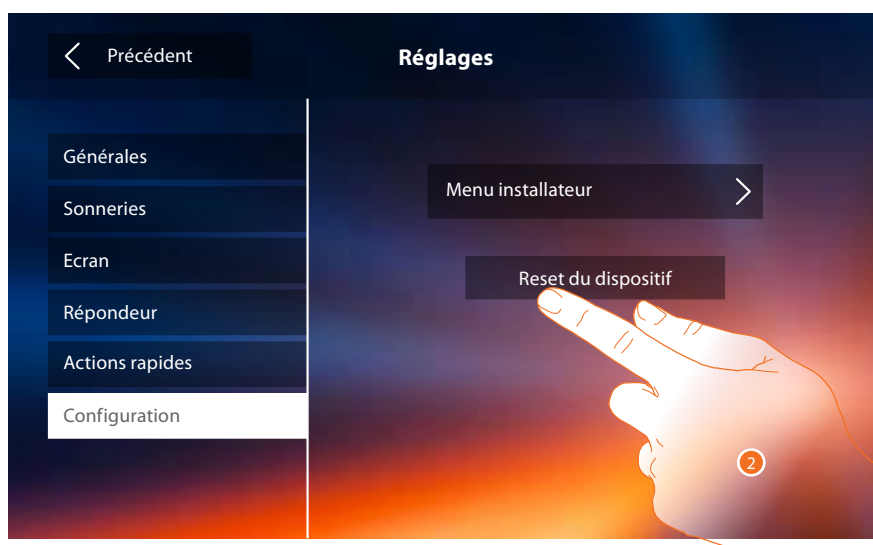 Précédent
Réglages
Générales
Sonneries
Ecran
Répondeur
Actions rapides
Configuration
Menu installateur
Reset du dispositif
2